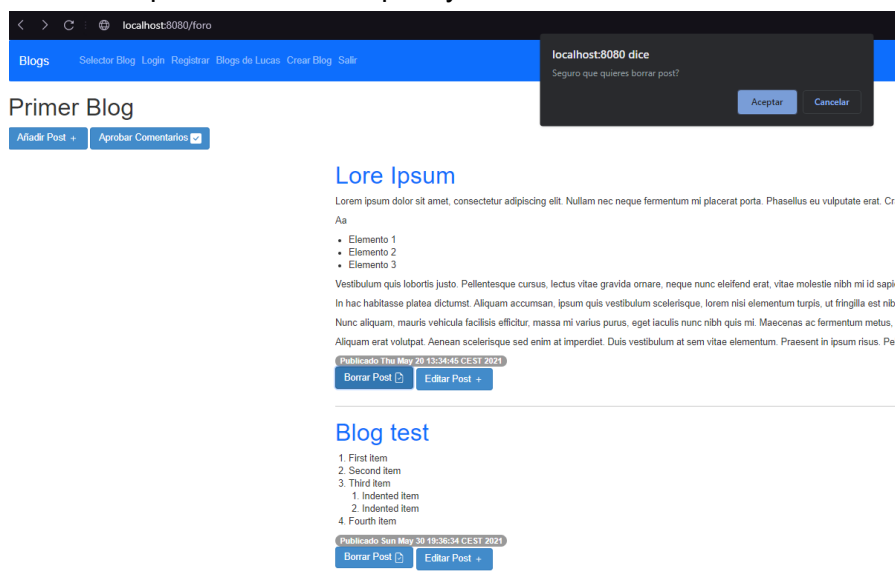 localhost:8080/foro
Blogs Selector Blog Login Registrar Blogs de Lucas Crear Blog Salir
localhost:8080 dice
Seguro que quieres borrar post?
Aceptar Cancelar
Primer Blog
Añadir Post + Aprobar Comentarios
Lore Ipsum
Lorem ipsum dolor sit amet, consectetur adipiscing elit. Nullam nec neque fermentum mi placerat porta. Phasellus eu vulputate erat. Cr
Aa
• Elemento 1
• Elemento 2
• Elemento 3
Vestibulum quis lobortis justo. Pellentesque cursus, lectus vitae gravida ornare, neque nunc eleifend erat, vitae molestie nibh mi id sapi
In hac habitasse platea dictumst. Aliquam accumsan, ipsum quis vestibulum scelerisque, lorem nisi elementum turpis, ut fringilla est nib
Nunc aliquam, mauris vehicula facilisis efficitur, massa mi varius purus, eget iaculis nunc nibh quis mi. Maecenas ac fermentum metus,
Aliquam erat volutpat. Aenean scelerisque sed enim at imperdiet. Duis vestibulum at sem vitae elementum. Praesent in ipsum risus. Pe
Publicado Thu May 20 13:34:45 CEST 2021
Borrar Post Editar Post +
Blog test
1. First item
2. Second item
3. Third item
1. Indented item
2. Indented item
4. Fourth item
Publicado Sun May 30 19:36:34 CEST 2021
Borrar Post Editar Post +